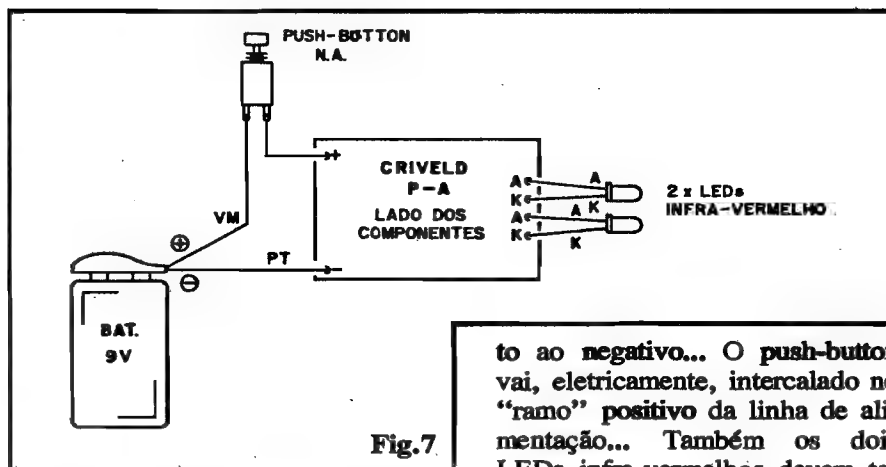 PUSH-BOTTON
N.A.
CRIVELD
P-A
LADO DOS
COMPONENTES
+
-
A
K
A
K
A
K
A
K
2 x LEDs
INFRA-VERMELHO
VM
PT
+
-
BAT.
9V
Fig.7
to ao negativo... O push-button
vai, eletricamente, intercalado no
"ramo" positivo da linha de ali-
mentação... Também os dois